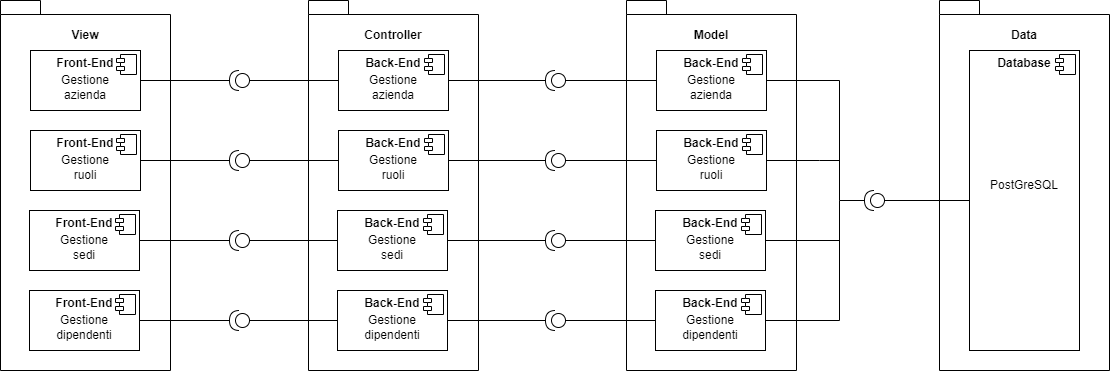 View
Front-End
Gestione
azienda
Front-End
Gestione
ruoli
Front-End
Gestione
sedi
Front-End
Gestione
dipendenti
Controller
Back-End
Gestione
azienda
Back-End
Gestione
ruoli
Back-End
Gestione
sedi
Back-End
Gestione
dipendenti
Model
Back-End
Gestione
azienda
Back-End
Gestione
ruoli
Back-End
Gestione
sedi
Back-End
Gestione
dipendenti
Data
Database
PostGreSQL